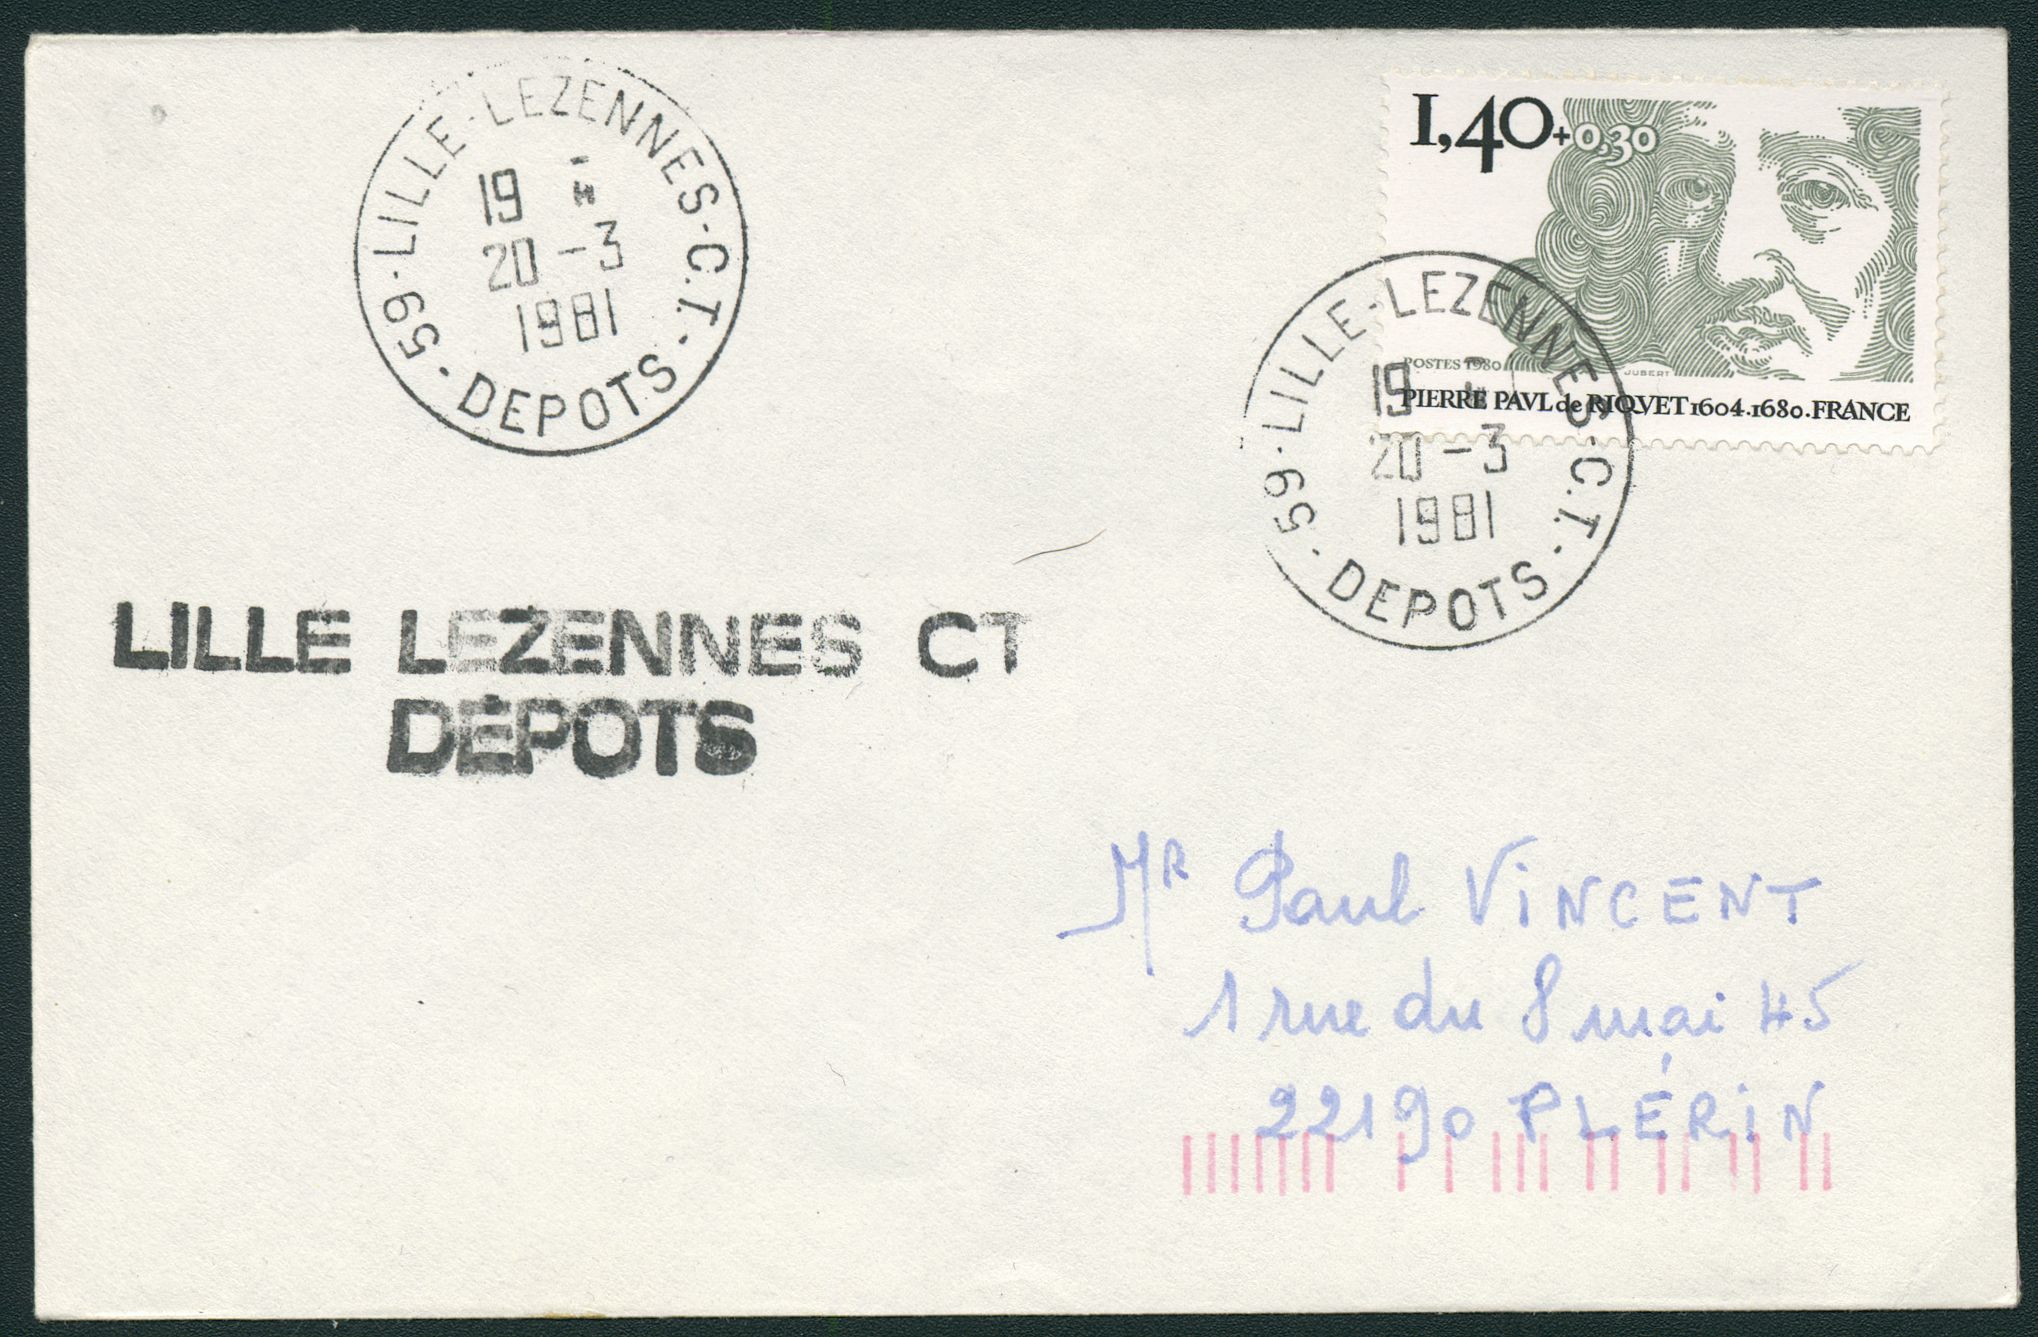 59 · LILLE - LEZENNES · C.T. · DEPOTS ·
19
20 - 3
1981
1,40+0,30
POSTES 1980
JUBERT
PIERRE PAVL de RIQVET 1604.1680.FRANCE
59 · LILLE - LEZENNES · C.T. · DEPOTS ·
19
20 - 3
1981
LILLE LEZENNES CT
DÉPOTS
MR Paul VINCENT
1 rue du 8 mai 45
22190 PLÉRIN